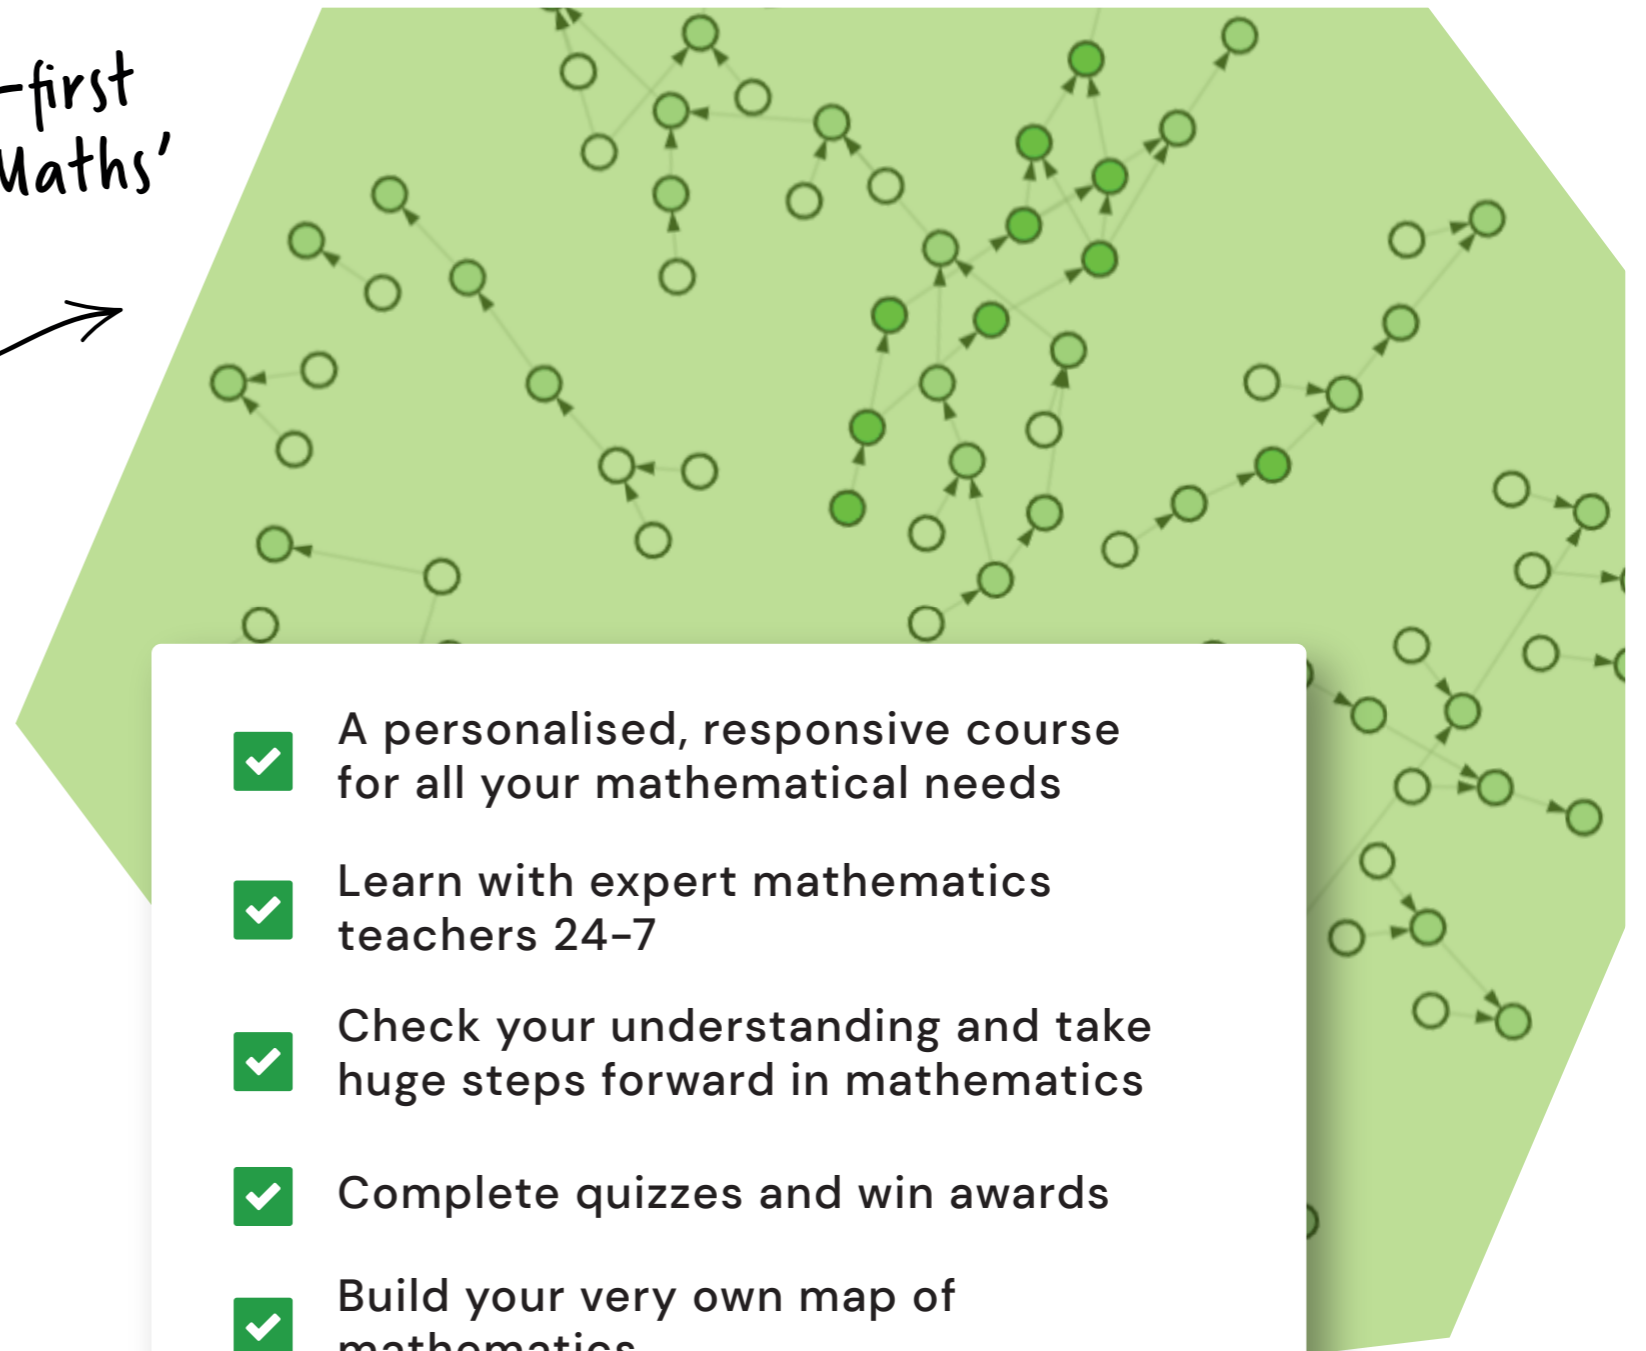 -first
Maths'
A personalised, responsive course
for all your mathematical needs
Learn with expert mathematics
teachers 24-7
Check your understanding and take
huge steps forward in mathematics
Complete quizzes and win awards
Build your very own map of
mathematics